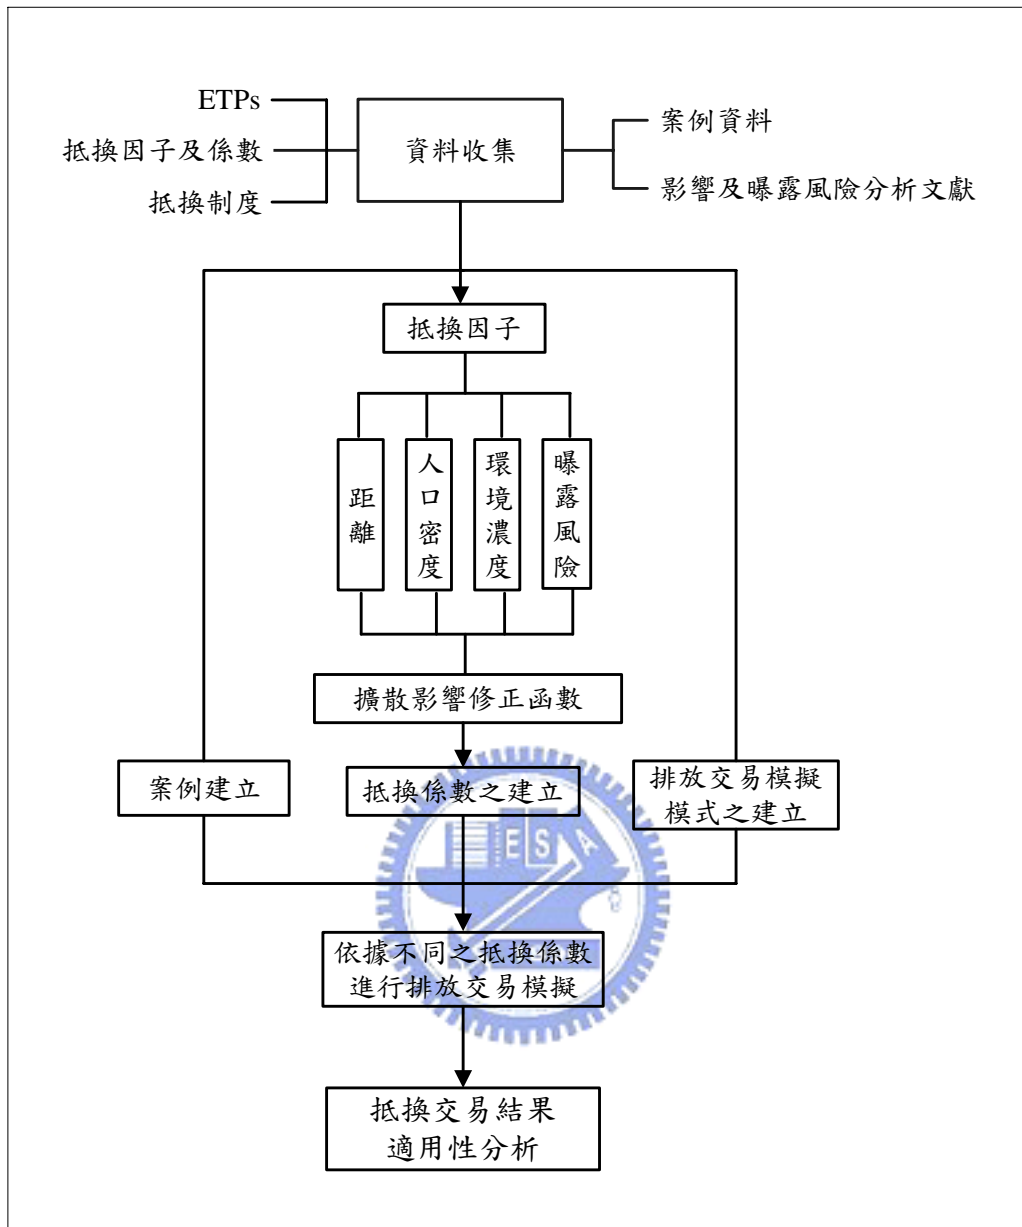 ETPs
抵換因子及係數
抵換制度
資料收集
案例資料
影響及曝露風險分析文獻
抵換因子
距離
人口密度
環境濃度
曝露風險
擴散影響修正函數
案例建立
抵換係數之建立
排放交易模擬
模式之建立
ESA
依據不同之抵換係數
進行排放交易模擬
抵換交易結果
適用性分析